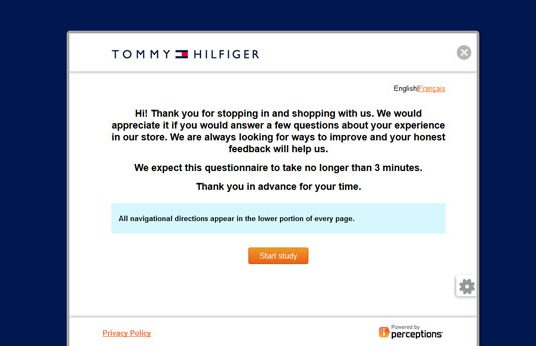 TOMMY HILFIGER
English|Français
Hi! Thank you for stopping in and shopping with us. We would
appreciate it if you would answer a few questions about your experience
in our store. We are always looking for ways to improve and your honest
feedback will help us.
We expect this questionnaire to take no longer than 3 minutes.
Thank you in advance for your time.
All navigational directions appear in the lower portion of every page.
Start study
Privacy Policy
Powered by
iperceptions